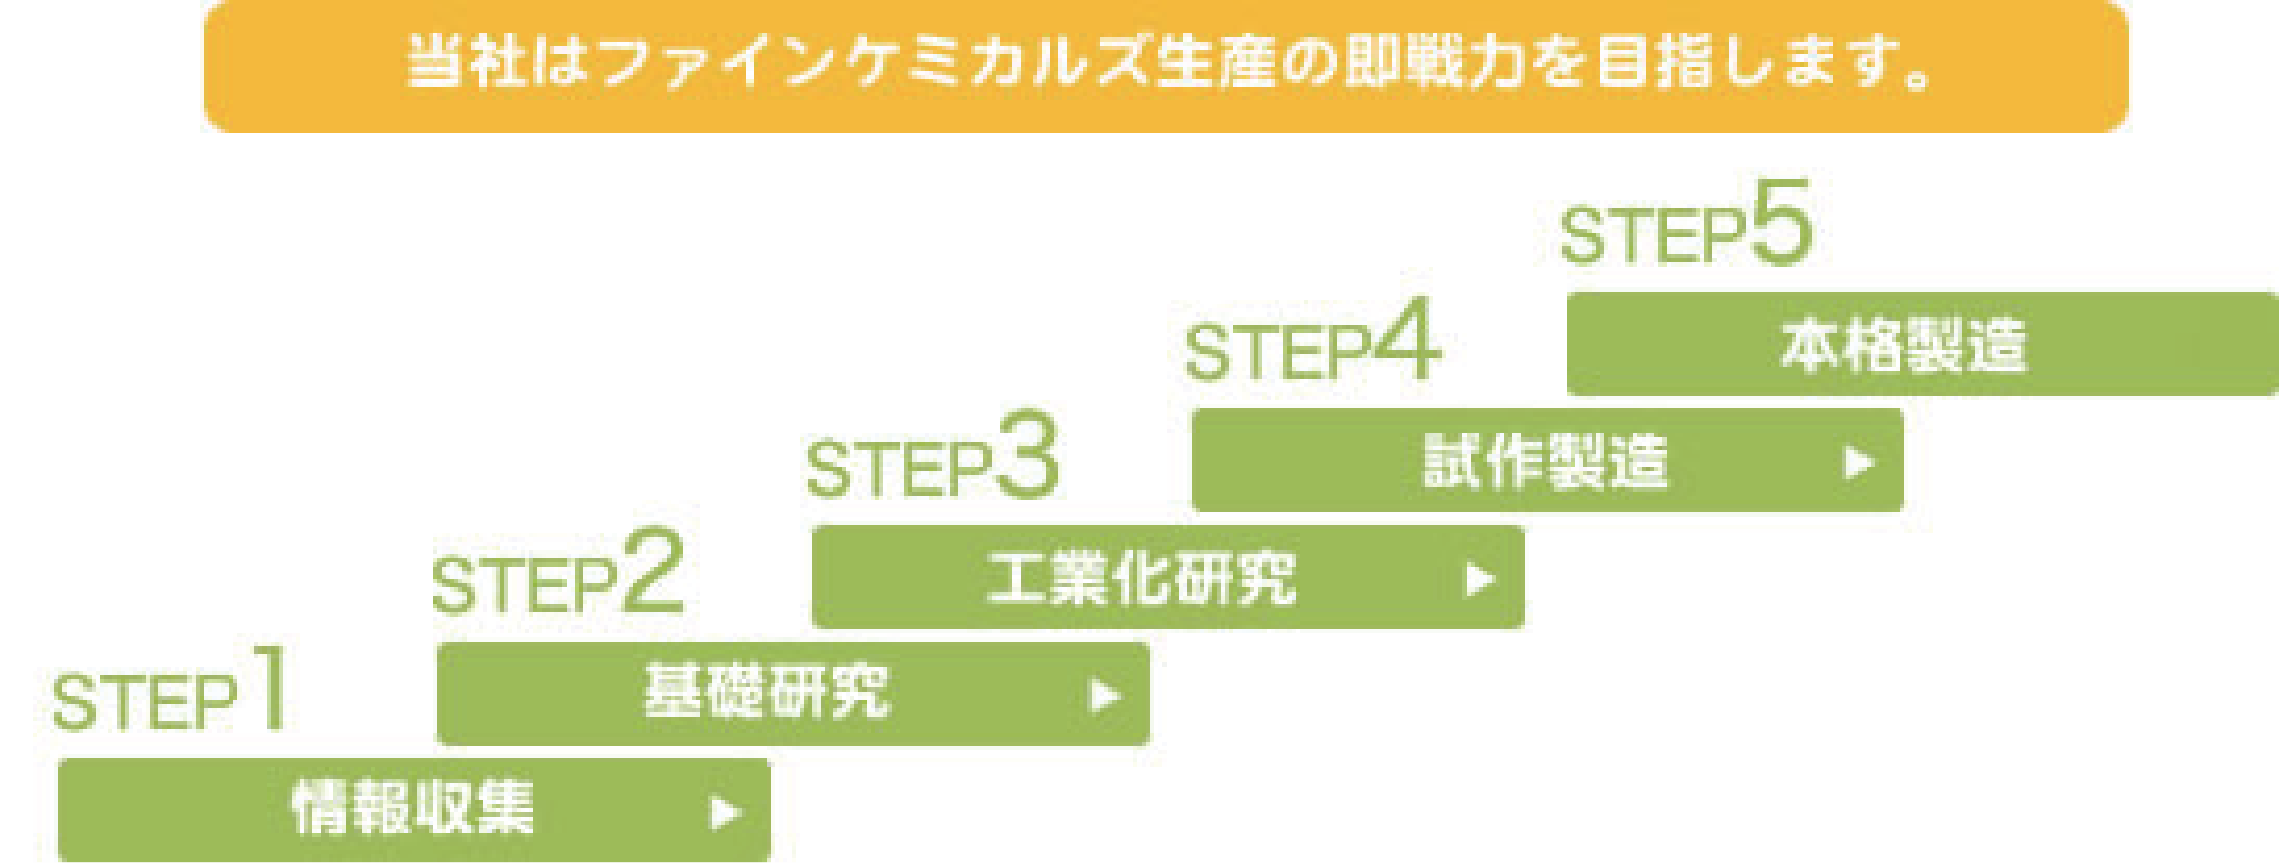 当社はファインケミカルズ生産の即戦力を目指します。
STEP1
情報収集
STEP2
基礎研究
STEP3
工業化研究
STEP4
試作製造
STEP5
本格製造